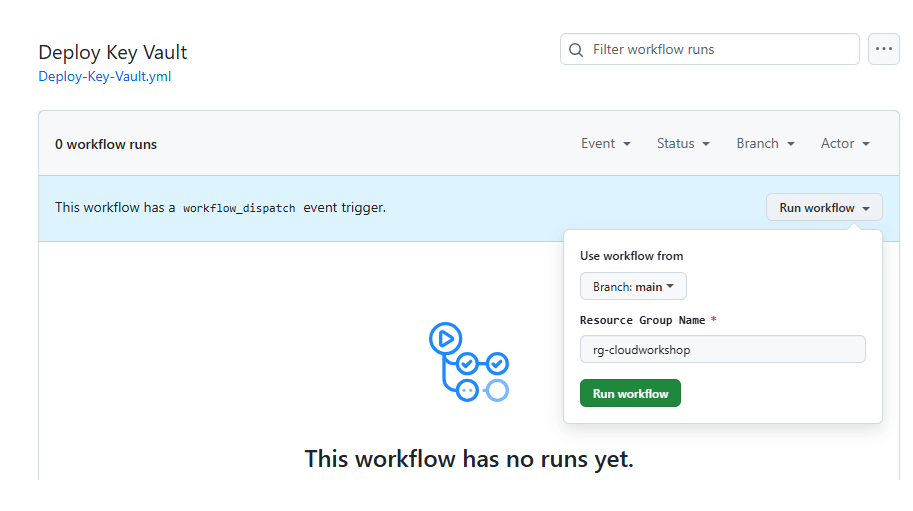 Deploy Key Vault
Filter workflow runs
Deploy-Key-Vault.yml
0 workflow runs
Event Status Branch Actor
This workflow has a workflow_dispatch event trigger.
Run workflow
Use workflow from
Branch: main
Resource Group Name *
rg-cloudworkshop
Run workflow
This workflow has no runs yet.